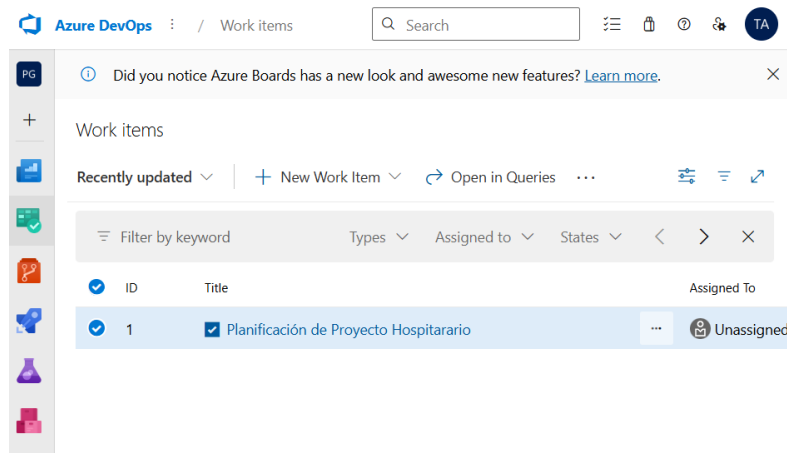 Azure DevOps / Work items Search TA
PG Did you notice Azure Boards has a new look and awesome new features? Learn more.
Work items
Recently updated New Work Item Open in Queries ...
Filter by keyword Types Assigned to States
ID Title Assigned To
1 Planificación de Proyecto Hospitarario ... Unassigned